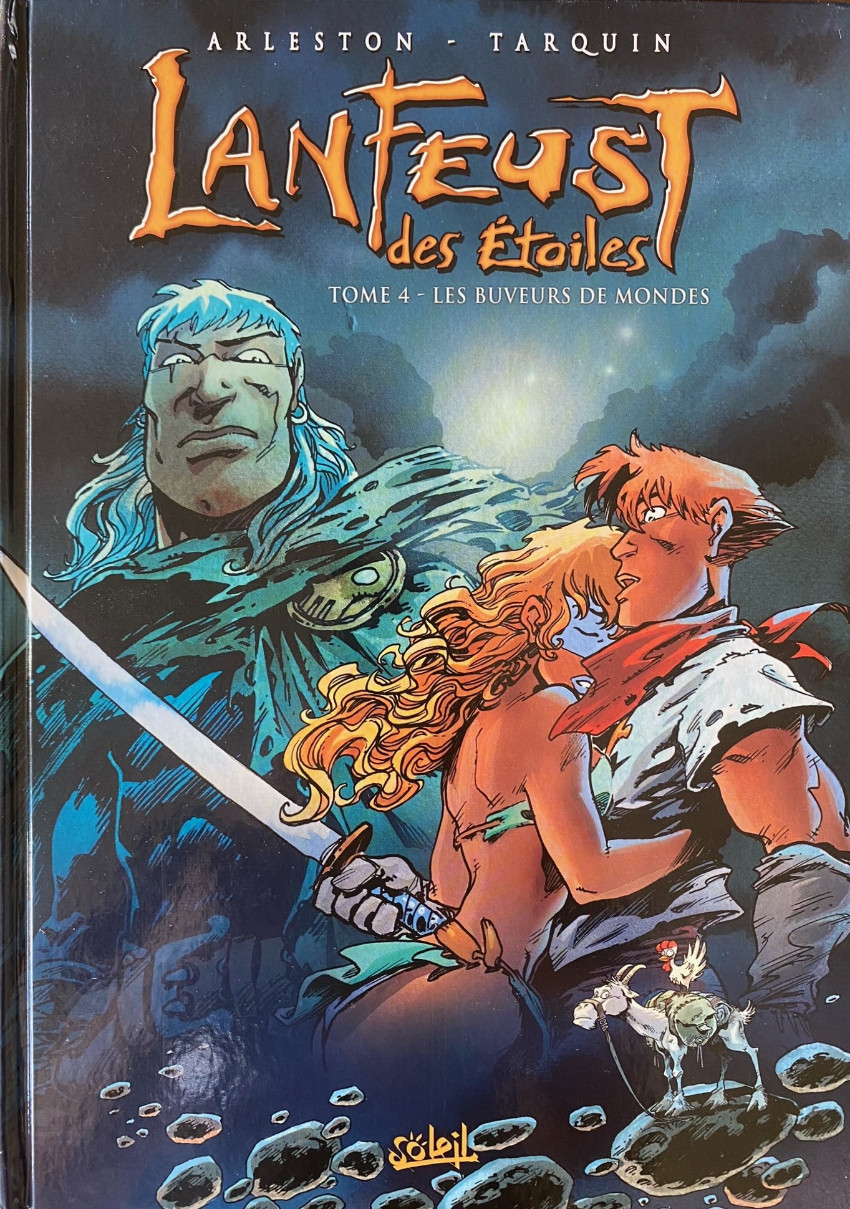 ARLESTON - TARQUIN
LANFEUST
des Étoiles
TOME 4 - LES BUVEURS DE MONDES
SOLEIL